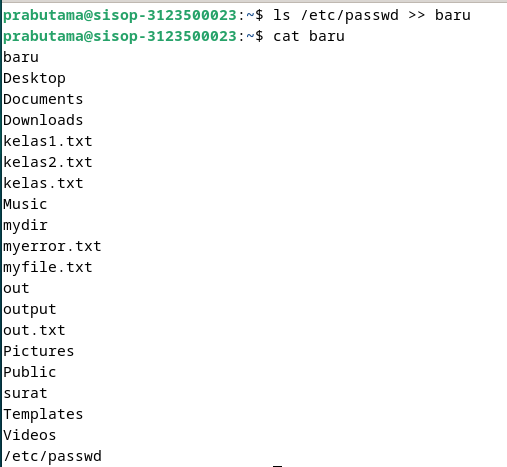 prabutama@sisop-3123500023:~$ ls /etc/passwd >> baru
prabutama@sisop-3123500023:~$ cat baru
baru
Desktop
Documents
Downloads
kelas1.txt
kelas2.txt
kelas.txt
Music
mydir
myerror.txt
myfile.txt
out
output
out.txt
Pictures
Public
surat
Templates
Videos
/etc/passwd